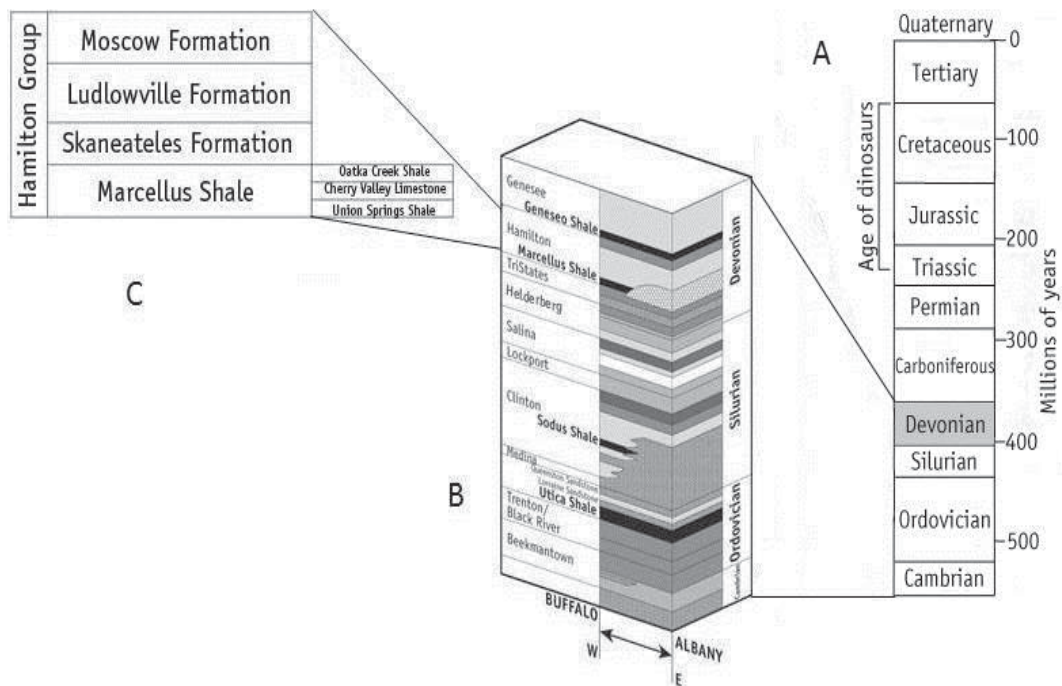 Hamilton Group
Moscow Formation
Ludlowville Formation
Skaneateles Formation
Marcellus Shale
Oatka Creek Shale
Cherry Valley Limestone
Union Springs Shale
C
B
Genesee
Geneseo Shale
Hamilton
Marcellus Shale
TriStates
Helderberg
Salina
Lockport
Clinton
Sodus Shale
Medina
Queenston Sandstone
Lorraine Sandstone
Utica Shale
Trenton/
Black River
Beekmantown
Devonian
Silurian
Ordovician
Cambrian
BUFFALO
W
ALBANY
E
A
Age of dinosaurs
Quaternary
Tertiary
Cretaceous
Jurassic
Triassic
Permian
Carboniferous
Devonian
Silurian
Ordovician
Cambrian
0
100
200
300
400
500
Millions of years